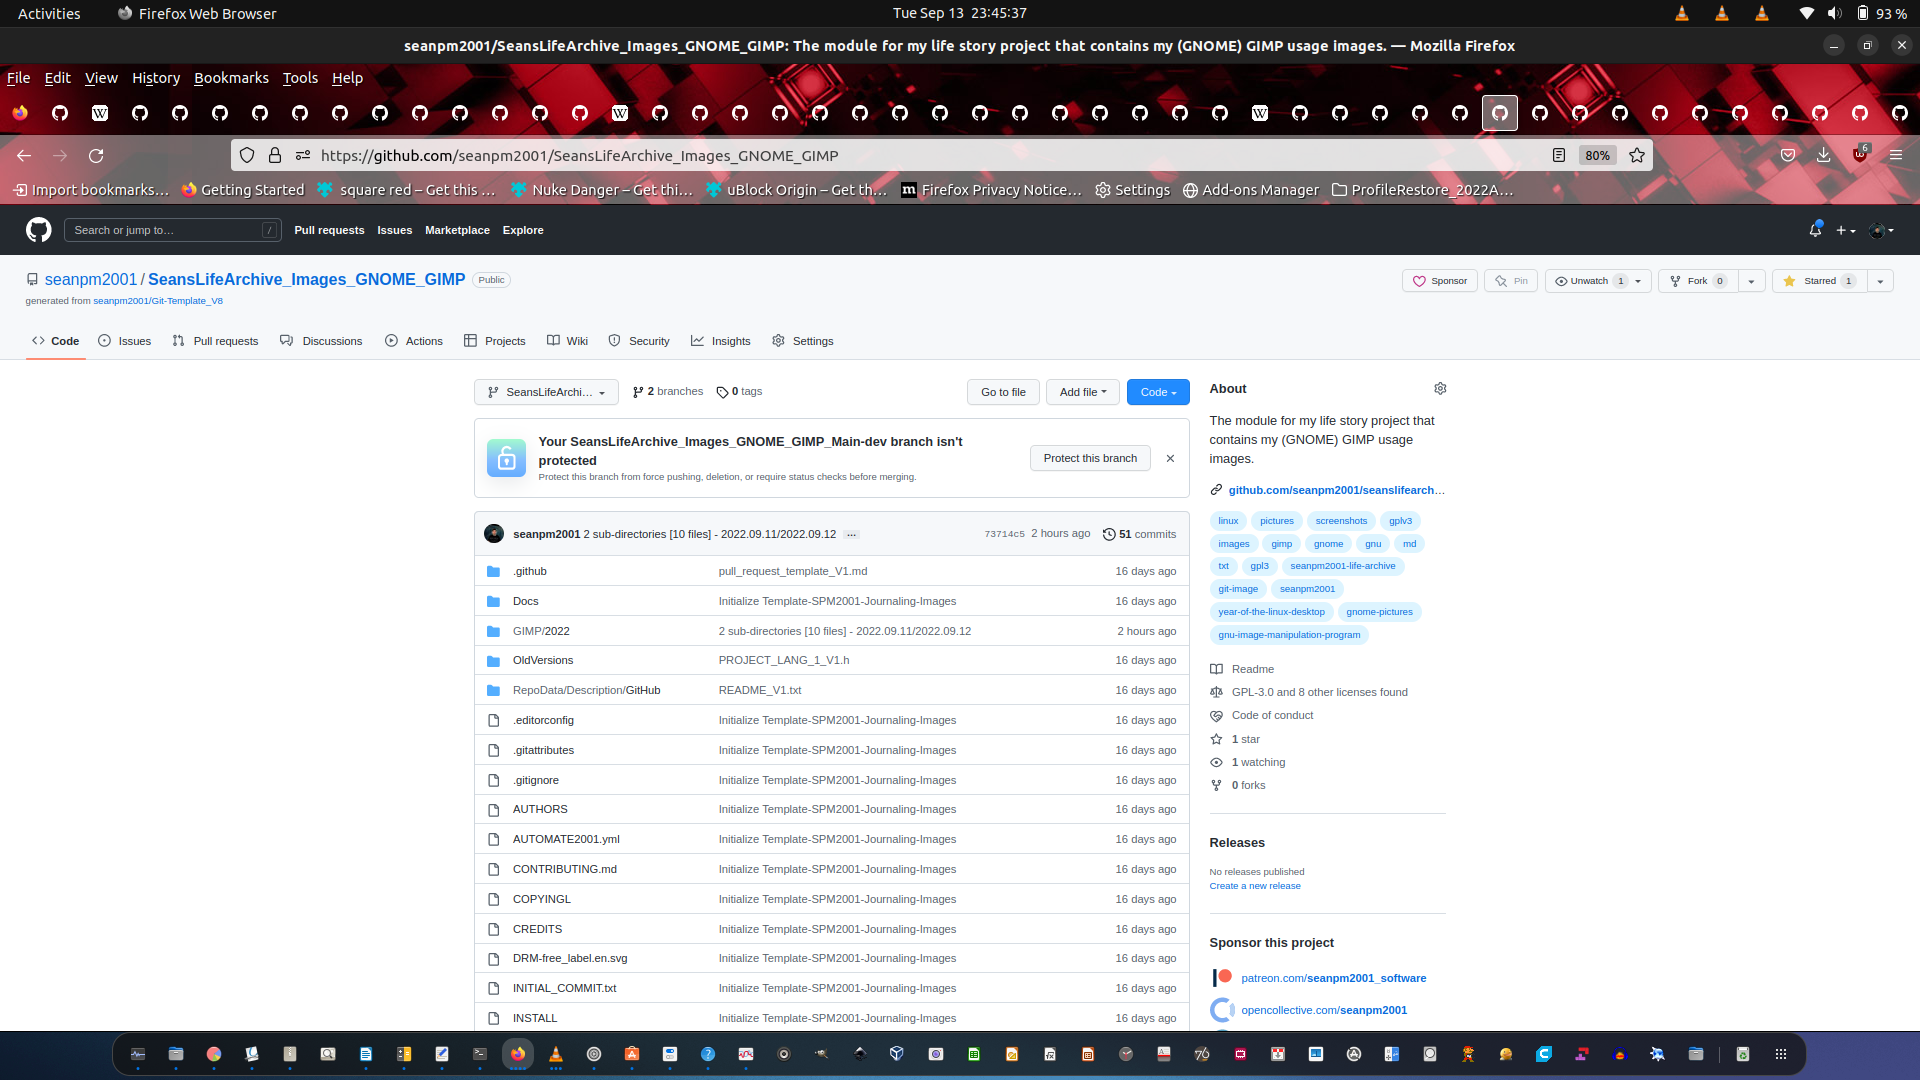 Activities
Firefox Web Browser
Tue Sep 13 23:45:37
93 %
seanpm2001/SeansLifeArchive_Images_GNOME_GIMP: The module for my life story project that contains my (GNOME) GIMP usage images. — Mozilla Firefox
File Edit View History Bookmarks Tools Help
https://github.com/seanpm2001/SeansLifeArchive_Images_GNOME_GIMP
80%
6
Import bookmarks…
Getting Started
square red – Get this …
Nuke Danger – Get thi…
uBlock Origin – Get th…
Firefox Privacy Notice…
Settings
Add-ons Manager
ProfileRestore_2022A…
Search or jump to…
/
Pull requests
Issues
Marketplace
Explore
seanpm2001 / SeansLifeArchive_Images_GNOME_GIMP
Public
generated from seanpm2001/Git-Template_V8
Sponsor
Pin
Unwatch 1
Fork 0
Starred 1
Code
Issues
Pull requests
Discussions
Actions
Projects
Wiki
Security
Insights
Settings
SeansLifeArchi…
2 branches
0 tags
Go to file
Add file
Code
Your SeansLifeArchive_Images_GNOME_GIMP_Main-dev branch isn't
protected
Protect this branch from force pushing, deletion, or require status checks before merging.
Protect this branch
seanpm2001 2 sub-directories [10 files] - 2022.09.11/2022.09.12 …
73714c5 2 hours ago
51 commits
.github pull_request_template_V1.md 16 days ago
Docs Initialize Template-SPM2001-Journaling-Images 16 days ago
GIMP/2022 2 sub-directories [10 files] - 2022.09.11/2022.09.12 2 hours ago
OldVersions PROJECT_LANG_1_V1.h 16 days ago
RepoData/Description/GitHub README_V1.txt 16 days ago
.editorconfig Initialize Template-SPM2001-Journaling-Images 16 days ago
.gitattributes Initialize Template-SPM2001-Journaling-Images 16 days ago
.gitignore Initialize Template-SPM2001-Journaling-Images 16 days ago
AUTHORS Initialize Template-SPM2001-Journaling-Images 16 days ago
AUTOMATE2001.yml Initialize Template-SPM2001-Journaling-Images 16 days ago
CONTRIBUTING.md Initialize Template-SPM2001-Journaling-Images 16 days ago
COPYINGL Initialize Template-SPM2001-Journaling-Images 16 days ago
CREDITS Initialize Template-SPM2001-Journaling-Images 16 days ago
DRM-free_label.en.svg Initialize Template-SPM2001-Journaling-Images 16 days ago
INITIAL_COMMIT.txt Initialize Template-SPM2001-Journaling-Images 16 days ago
INSTALL Initialize Template-SPM2001-Journaling-Images 16 days ago
About
The module for my life story project that
contains my (GNOME) GIMP usage
images.
github.com/seanpm2001/seanslifearch…
linux pictures screenshots gplv3
images gimp gnome gnu md
txt gpl3 seanpm2001-life-archive
git-image seanpm2001
year-of-the-linux-desktop gnome-pictures
gnu-image-manipulation-program
Readme
GPL-3.0 and 8 other licenses found
Code of conduct
1 star
1 watching
0 forks
Releases
No releases published
Create a new release
Sponsor this project
patreon.com/seanpm2001_software
opencollective.com/seanpm2001